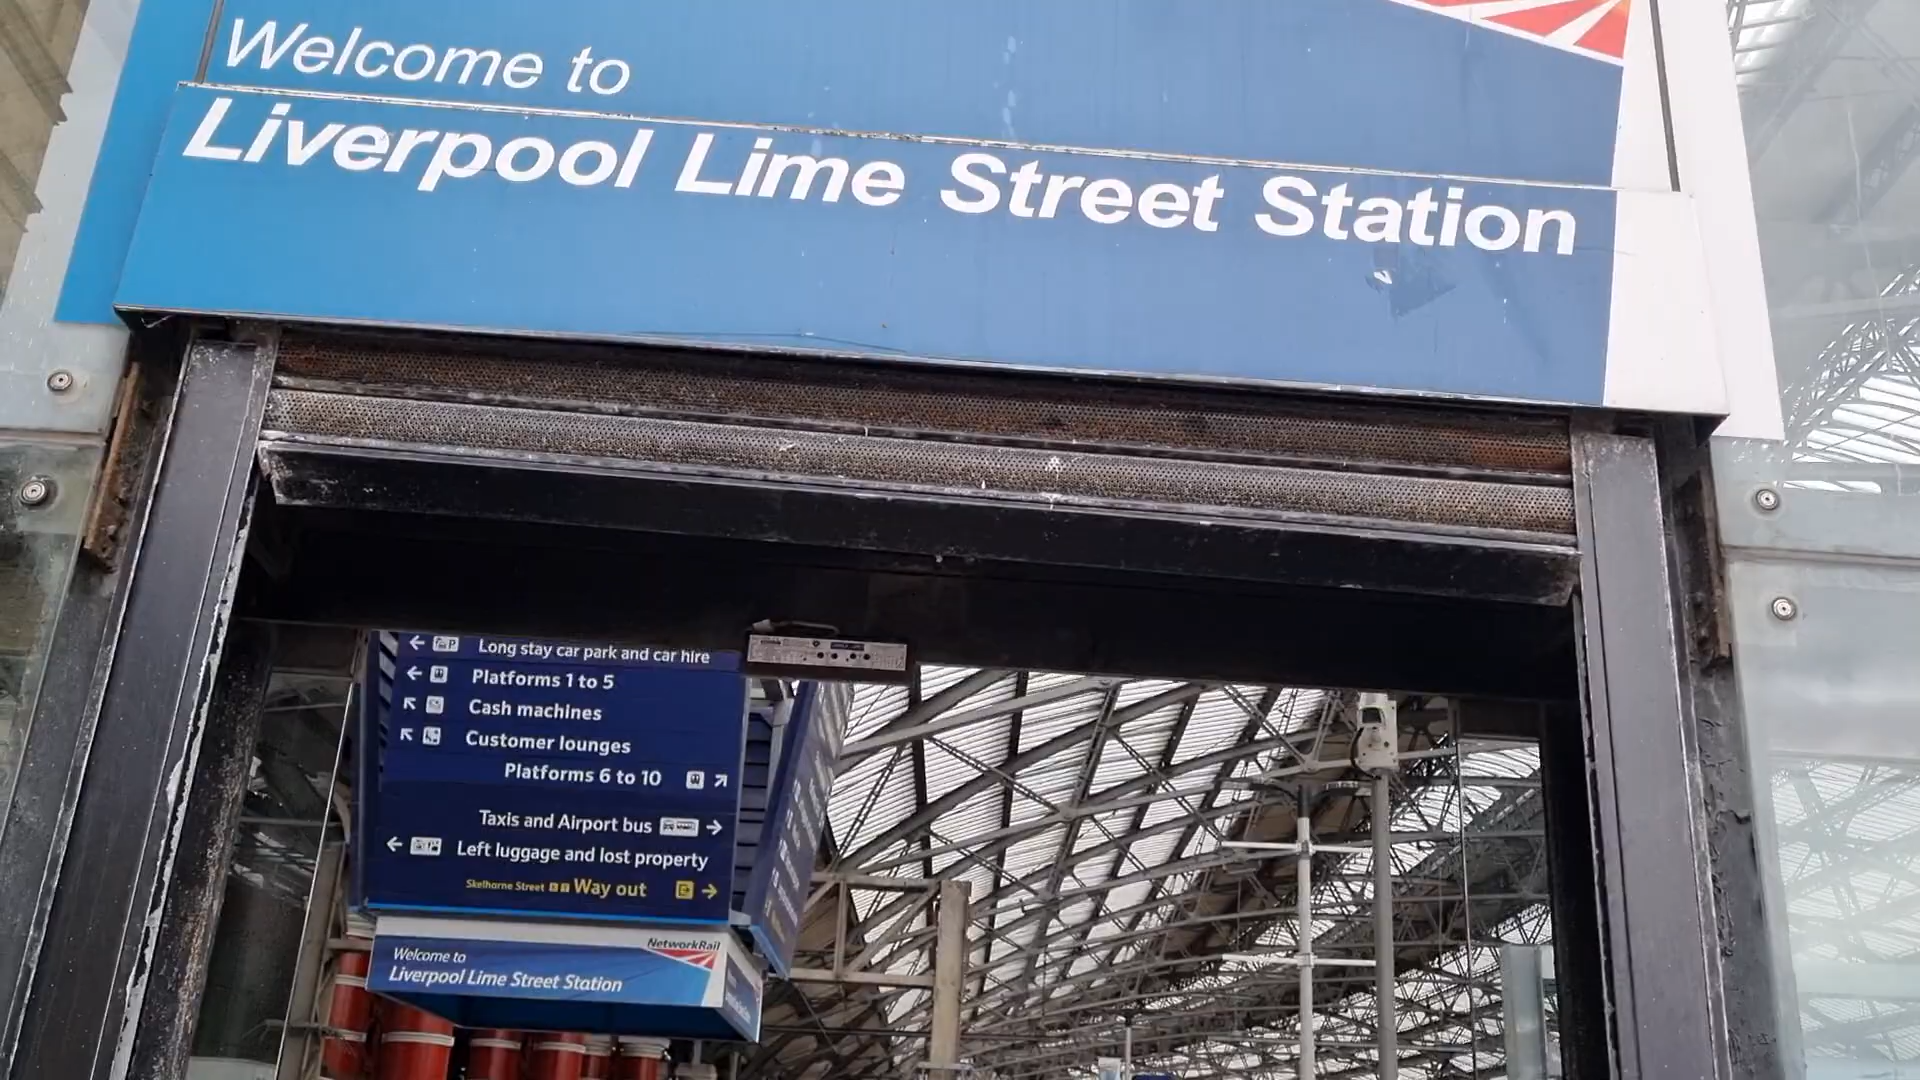 Welcome to
Liverpool Lime Street Station
Long stay car park and car hire
Platforms 1 to 5
Cash machines
Customer lounges
Platforms 6 to 10
Taxis and Airport bus
Left luggage and lost property
Skelhorne Street Way out
NetworkRail
Welcome to
Liverpool Lime Street Station